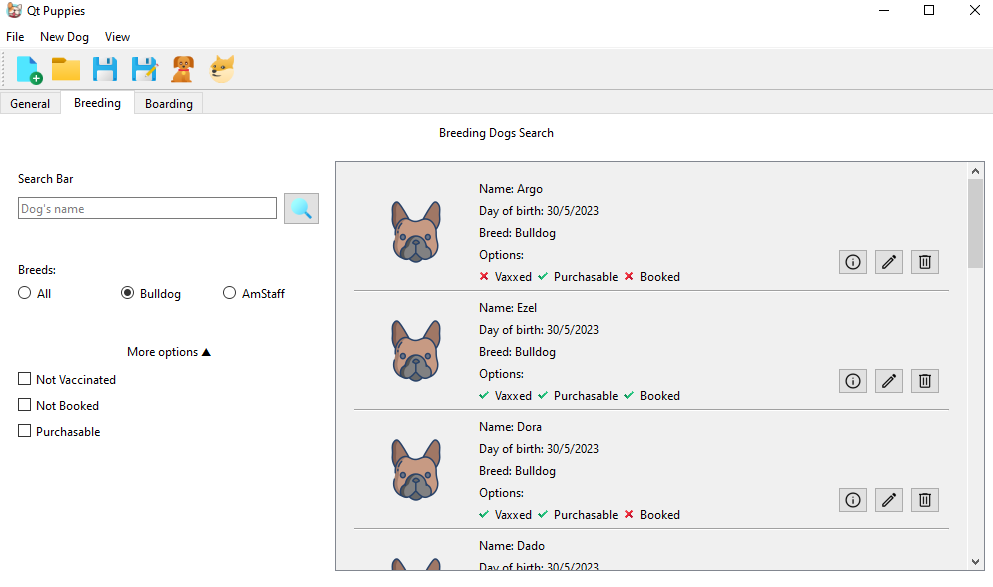 Qt Puppies
File New Dog View
General Breeding Boarding
Breeding Dogs Search
Search Bar
Dog's name
Breeds:
All Bulldog AmStaff
More options ▲
Not Vaccinated
Not Booked
Purchasable
Name: Argo
Day of birth: 30/5/2023
Breed: Bulldog
Options:
Vaxxed Purchasable Booked
Name: Ezel
Day of birth: 30/5/2023
Breed: Bulldog
Options:
Vaxxed Purchasable Booked
Name: Dora
Day of birth: 30/5/2023
Breed: Bulldog
Options:
Vaxxed Purchasable Booked
Name: Dado
Day of birth: 30/5/2023